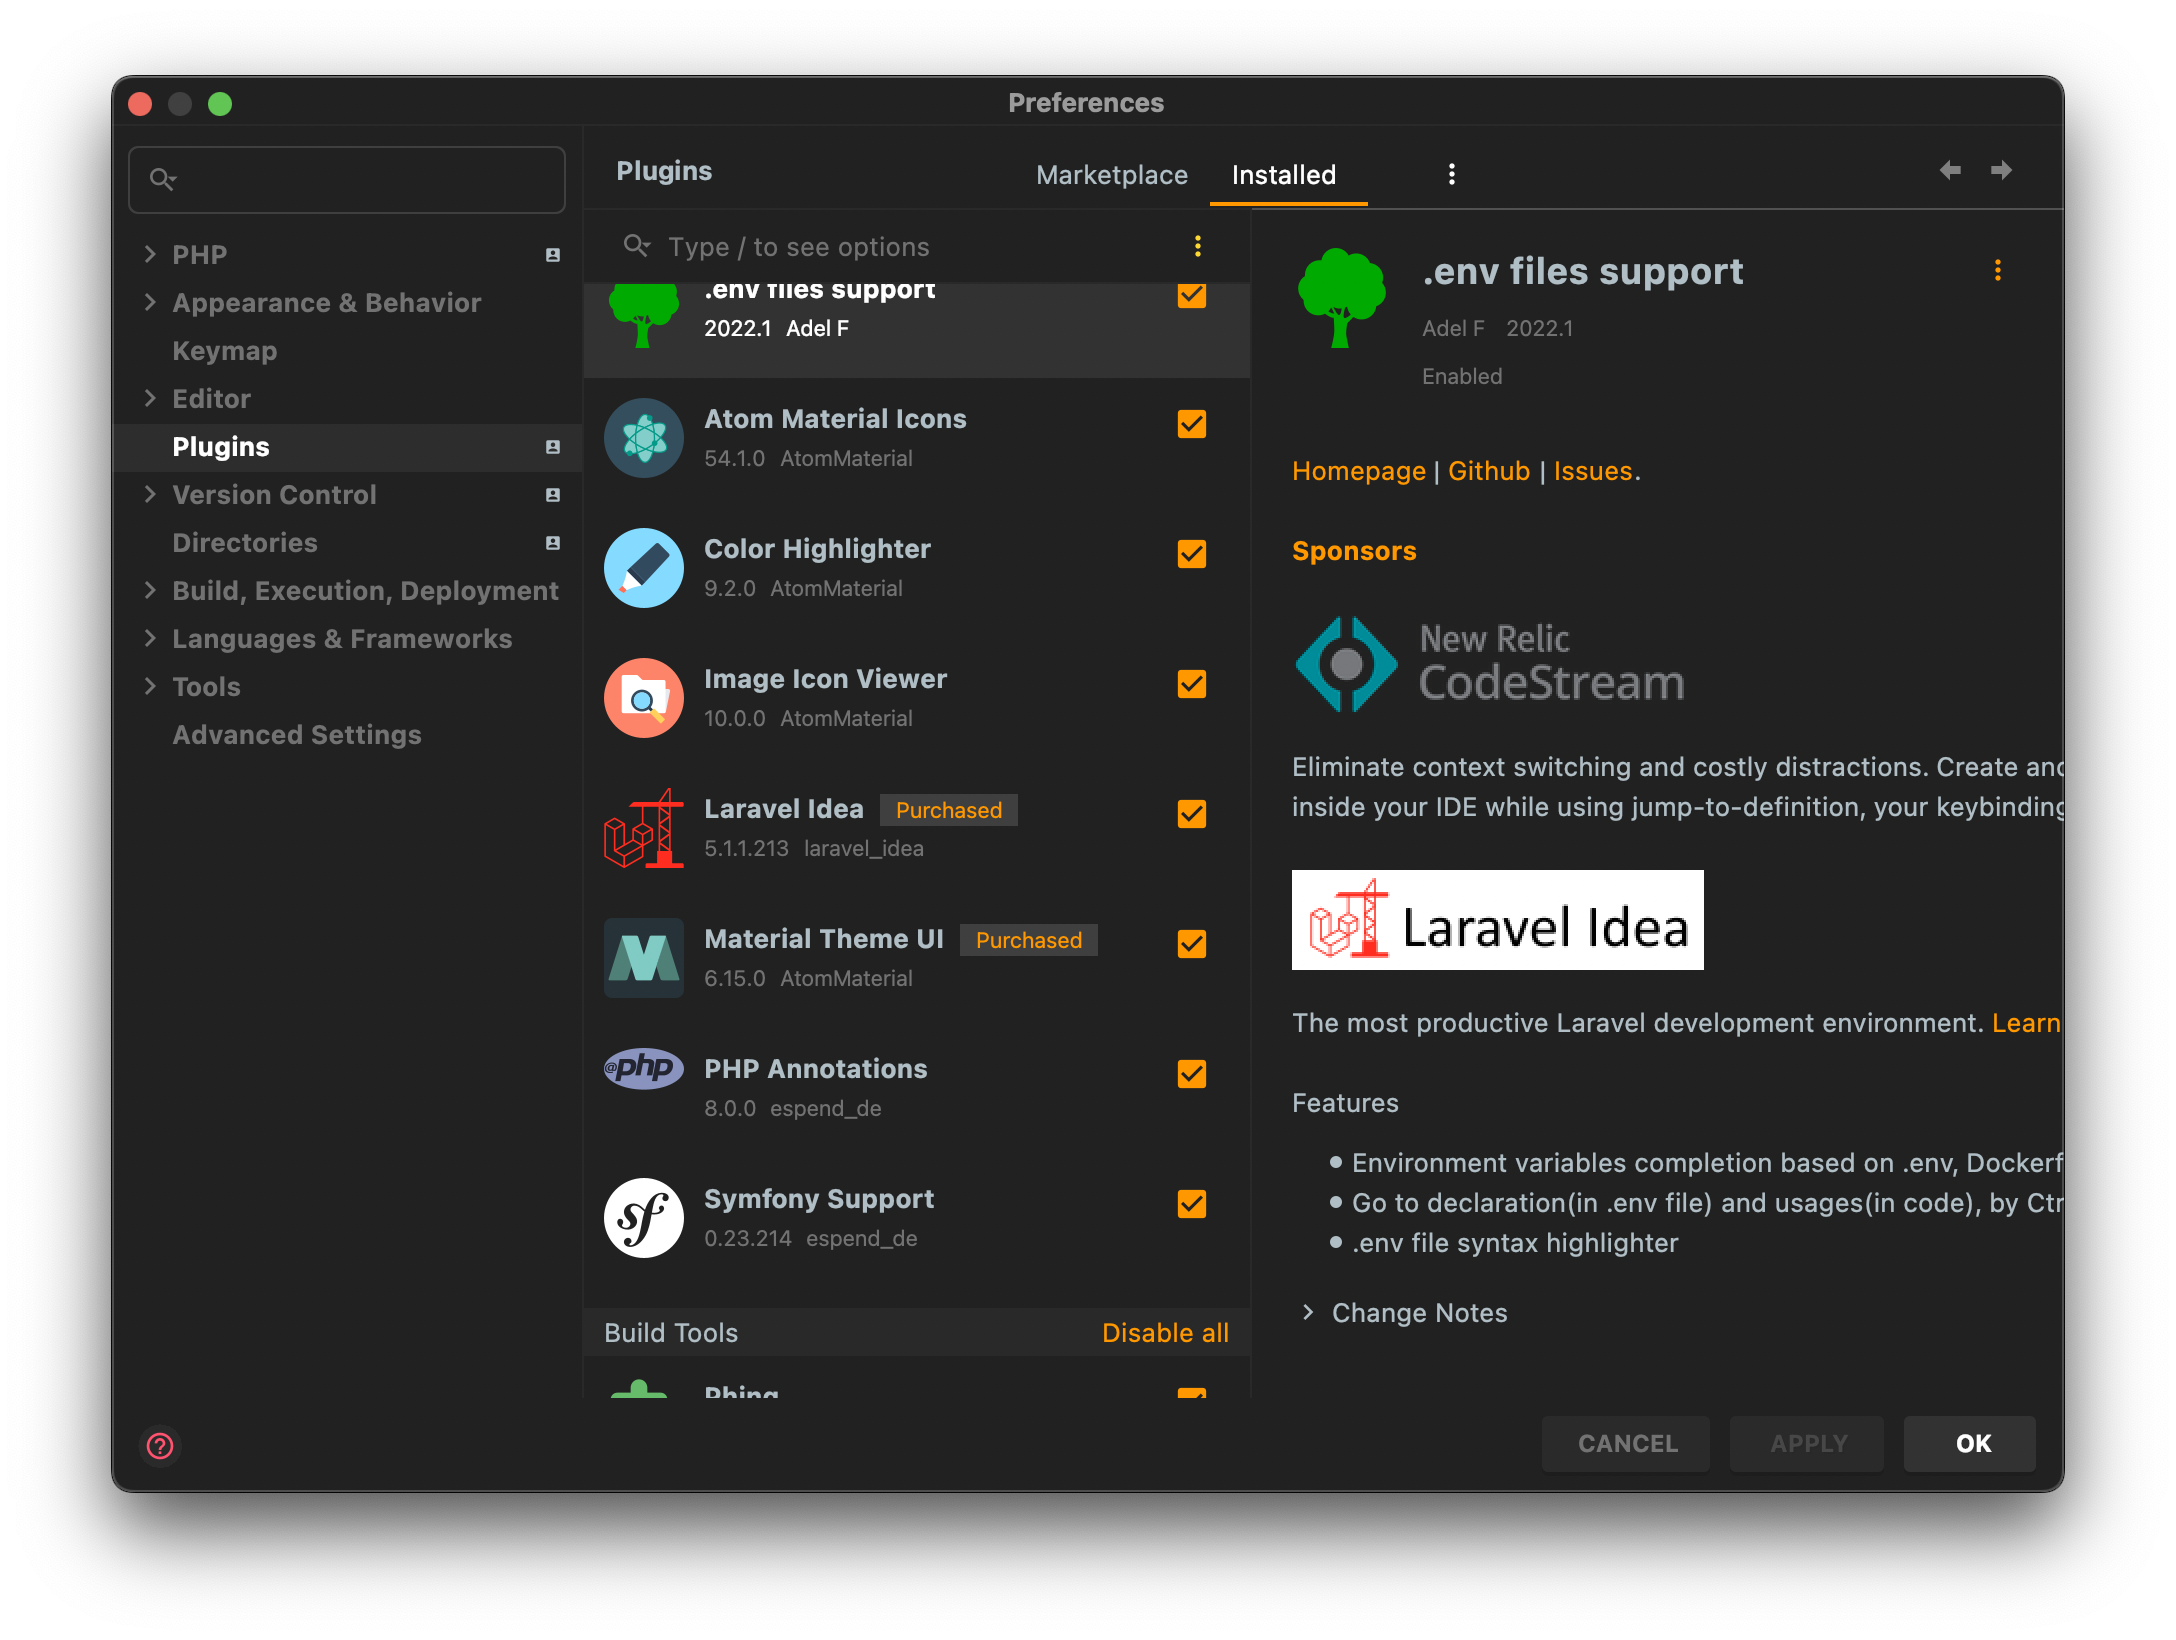 Preferences
PHP
Appearance & Behavior
Keymap
Editor
Plugins
Version Control
Directories
Build, Execution, Deployment
Languages & Frameworks
Tools
Advanced Settings
Plugins
Marketplace
Installed
Type / to see options
.env files support
2022.1 Adel F
Atom Material Icons
54.1.0 AtomMaterial
Color Highlighter
9.2.0 AtomMaterial
Image Icon Viewer
10.0.0 AtomMaterial
Laravel Idea Purchased
5.1.1.213 laravel_idea
Material Theme UI Purchased
6.15.0 AtomMaterial
@php
PHP Annotations
8.0.0 espend_de
sf
Symfony Support
0.23.214 espend_de
Build Tools Disable all
Phing
.env files support
Adel F 2022.1
Enabled
Homepage | Github | Issues.
Sponsors
New Relic
CodeStream
Eliminate context switching and costly distractions. Create and
inside your IDE while using jump-to-definition, your keybinding
Laravel Idea
The most productive Laravel development environment. Learn
Features
Environment variables completion based on .env, Dockerf
Go to declaration(in .env file) and usages(in code), by Ctr
.env file syntax highlighter
Change Notes
?
CANCEL
APPLY
OK